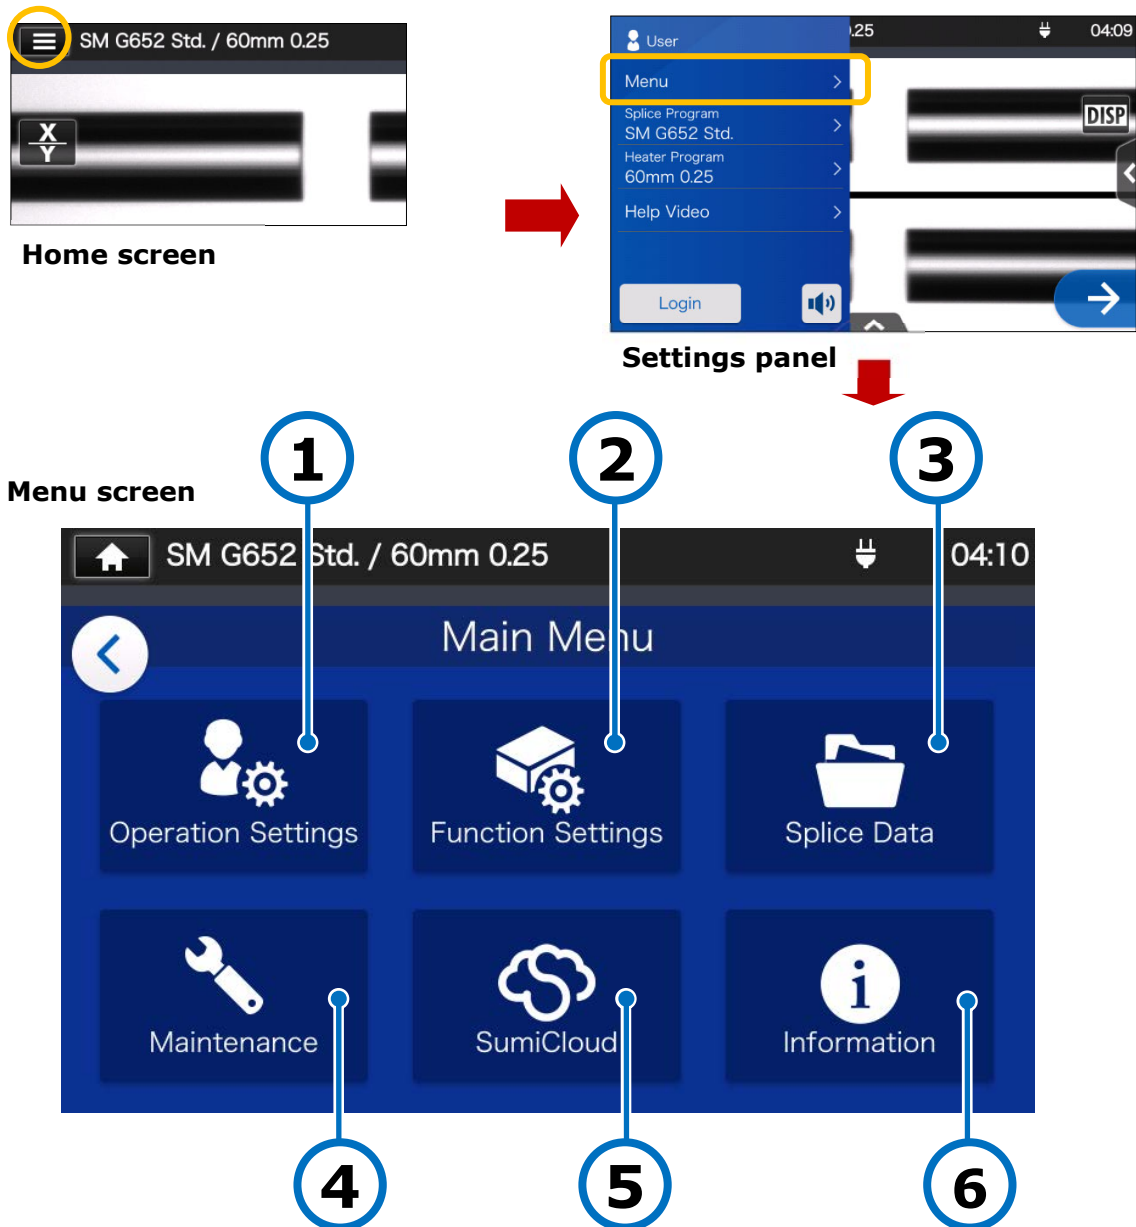 SM G652 Std. / 60mm 0.25
X
Y
Home screen
User
.25
04:09
Menu
Splice Program
SM G652 Std.
Heater Program
60mm 0.25
Help Video
Login
DISP
Settings panel
1
2
3
Menu screen
SM G652 Std. / 60mm 0.25
04:10
Main Menu
Operation Settings
Function Settings
Splice Data
Maintenance
SumiCloud
Information
4
5
6